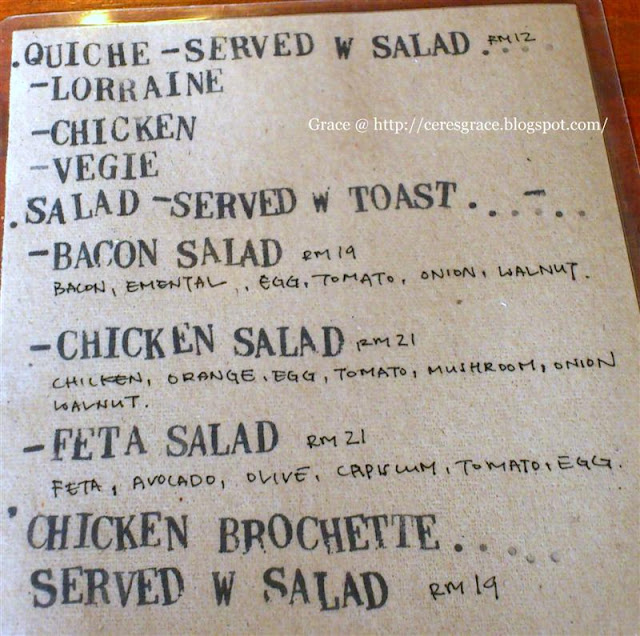 .QUICHE -SERVED W SALAD..... RM12
-LORRAINE
Grace @ http://ceresgrace.blogspot.com/
-CHICKEN
-VEGIE
.SALAD -SERVED W TOAST.....-
-BACON SALAD RM19
BACON, EMENTAL, EGG, TOMATO, ONION, WALNUT.
-CHICKEN SALAD RM21
CHICKEN, ORANGE, EGG, TOMATO, MUSHROOM, ONION
WALNUT.
-FETA SALAD RM21
FETA, AVOCADO, OLIVE, CAPISCUM, TOMATO, EGG.
.CHICKEN BROCHETTE.....
SERVED W SALAD RM19